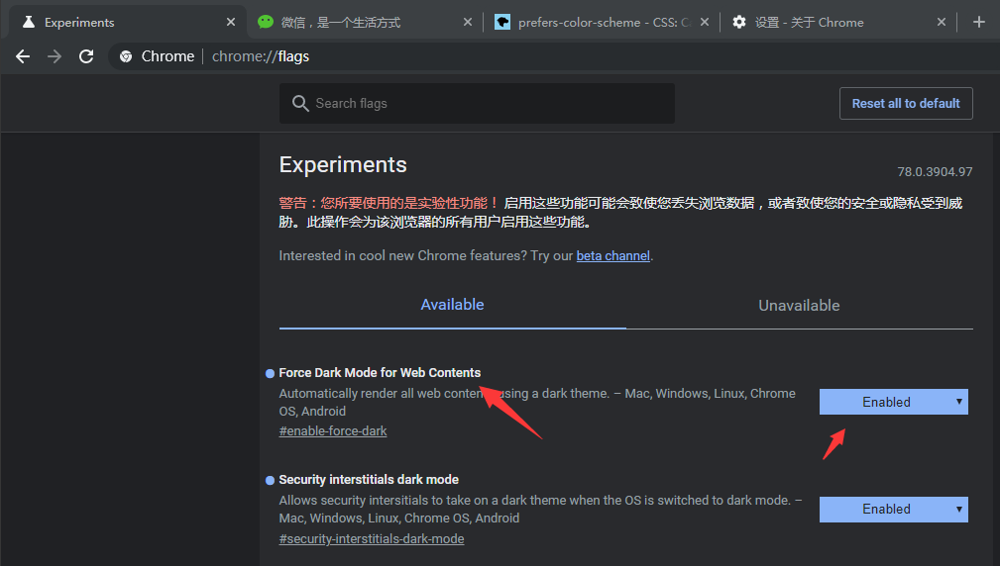 Experiments
微信，是一个生活方式
prefers-color-scheme - CSS: C
设置 - 关于 Chrome
Chrome
chrome://flags
Search flags
Reset all to default
Experiments
78.0.3904.97
警告：您所要使用的是实验性功能！ 启用这些功能可能会致使您丢失浏览数据，或者致使您的安全或隐私受到威
胁。此操作会为该浏览器的所有用户启用这些功能。
Interested in cool new Chrome features? Try our beta channel.
Available
Unavailable
Force Dark Mode for Web Contents
Automatically render all web content using a dark theme. – Mac, Windows, Linux, Chrome
OS, Android
#enable-force-dark
Enabled
Security interstitials dark mode
Allows security intersitials to take on a dark theme when the OS is switched to dark mode. –
Mac, Windows, Linux, Chrome OS, Android
#security-interstitials-dark-mode
Enabled